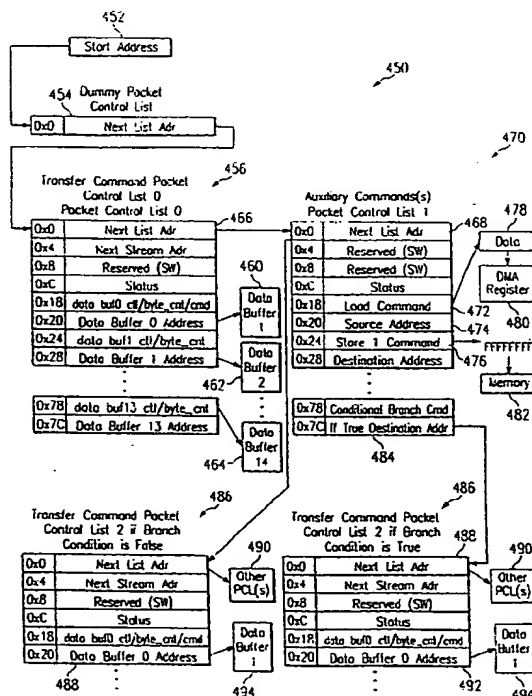 452
Start Address
454
450
Dummy Packet
Control List
0x0 Next List Adr
470
Transfer Command Packet
Control List 0
Packet Control List 0
456
466
0x0 Next List Adr
0x4 Next Stream Adr
0x8 Reserved (SW)
0xC Status
0x18 data buf0 ctl/byte_cnt/cmd
0x20 Data Buffer 0 Address
0x24 data buf1 ctl/byte_cnt
0x28 Data Buffer 1 Address
0x78 data buf13 ctl/byte_cnt
0x7C Data Buffer 13 Address
460
Data
Buffer
1
Data
Buffer
2
462
Data
Buffer
14
464
Auxiliary Commands(s)
Packet Control List 1
468
0x0 Next List Adr
0x4 Reserved (SW)
0x8 Reserved (SW)
0xC Status
0x18 Load Command
0x20 Source Address
0x24 Store 1 Command
0x28 Destination Address
0x78 Conditional Branch Cmd
0x7C If True Destination Addr
484
478
Data
DMA
Register
480
472
474
476
FFFFFFFF
Memory
482
486
Transfer Command Packet
Control List 2 if Branch
Condition is False
0x0 Next List Adr
0x4 Next Stream Adr
0x8 Reserved (SW)
0xC Status
0x18 data buf0 ctl/byte_cnt/cmd
0x20 Data Buffer 0 Address
488
490
Other
PCL(s)
Data
Buffer
1
494
486
Transfer Command Packet
Control List 2 if Branch
Condition is True
488
0x0 Next List Adr
0x4 Next Stream Adr
0x8 Reserved (SW)
0xC Status
0x18 data buf0 ctl/byte_cnt/cmd
0x20 Data Buffer 0 Address
492
490
Other
PCL(s)
Data
Buffer
1